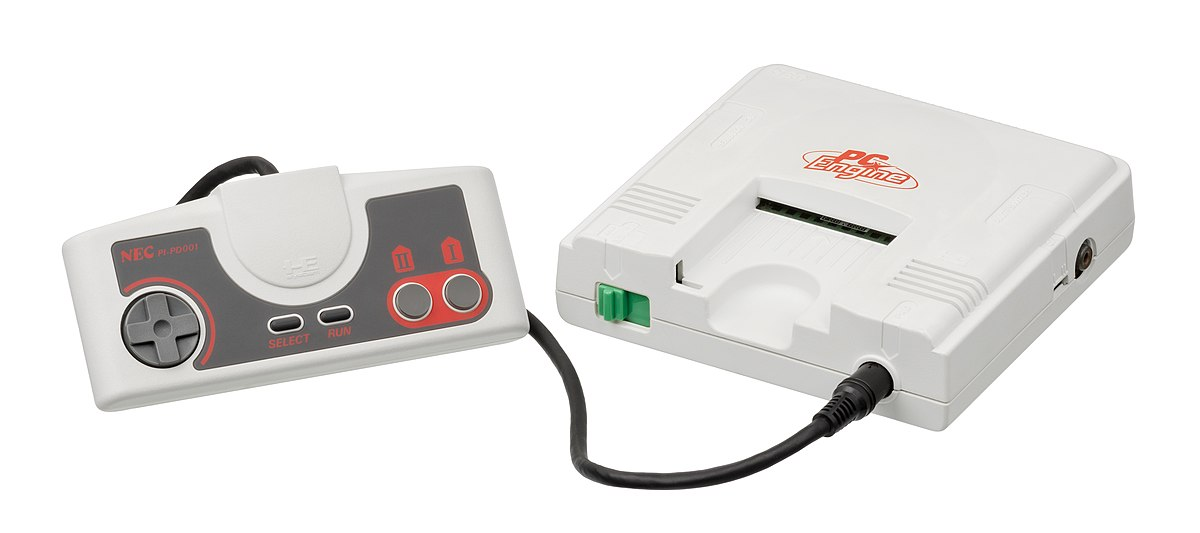 NEC PI-PD001
II
I
SELECT
RUN
PC
Engine